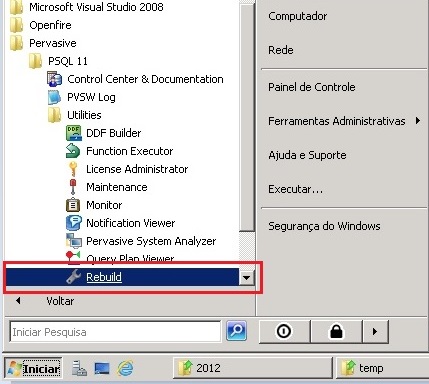 Microsoft Visual Studio 2008
Openfire
Pervasive
PSQL 11
Control Center & Documentation
PVSW Log
Utilities
DDF Builder
Function Executor
License Administrator
Maintenance
Monitor
Notification Viewer
Pervasive System Analyzer
Query Plan Viewer
Rebuild
Voltar
Iniciar Pesquisa
Computador
Rede
Painel de Controle
Ferramentas Administrativas
Ajuda e Suporte
Executar...
Segurança do Windows
Iniciar
2012
temp